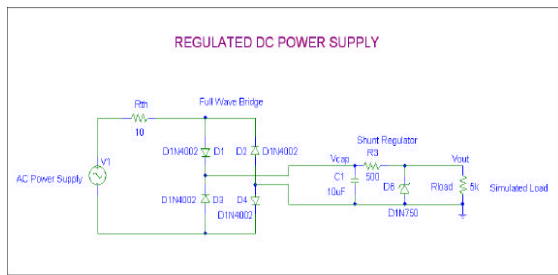 REGULATED DC POWER SUPPLY
Rth
10
Full Wave Bridge
V1
AC Power Supply
D1N4002
D1
D2
D1N4002
D1N4002
D3
D4
D1N4002
Vcap
C1
10uF
Shunt Regulator
R3
500
D6
D1N750
Vout
Rload
5k
Simulated Load